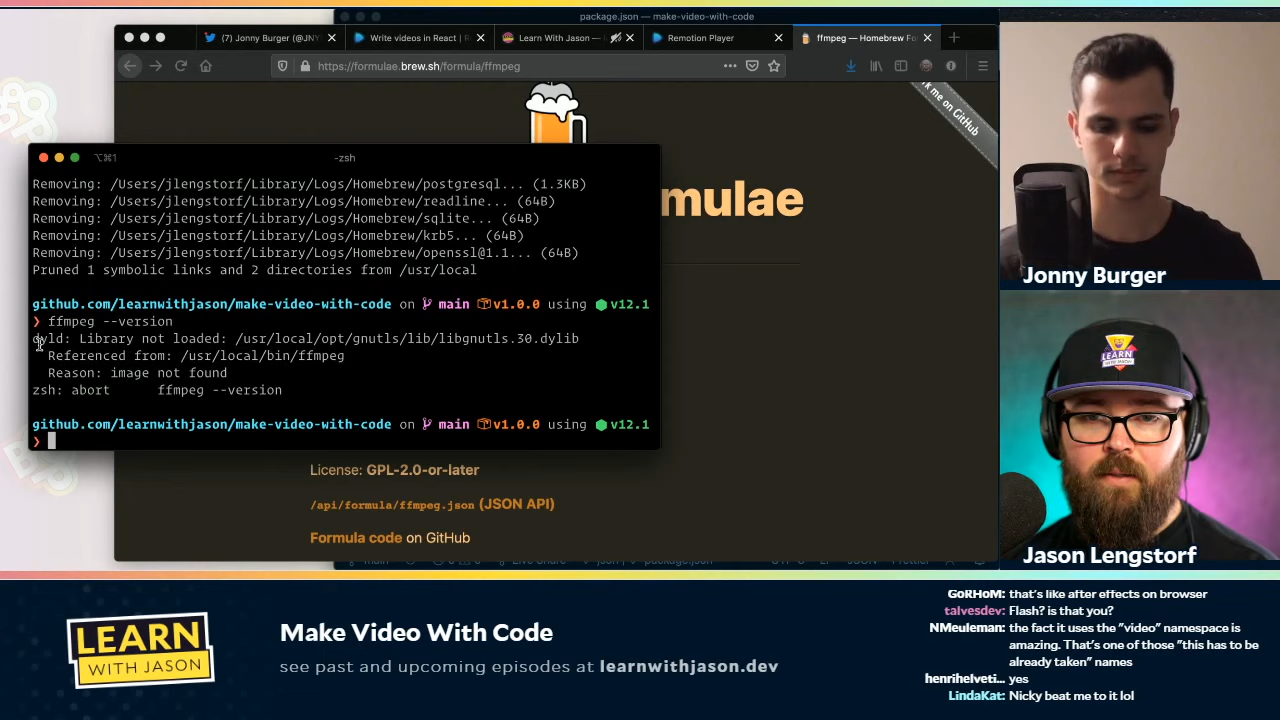 package.json — make-video-with-code
(7) Jonny Burger (@JNY
Write videos in React |
Learn With Jason —
Remotion Player
ffmpeg — Homebrew Fo
https://formulae.brew.sh/formula/ffmpeg
k me on GitHub
mulae
⌥⌘1
-zsh
Removing: /Users/jlengstorf/Library/Logs/Homebrew/postgresql... (1.3KB)
Removing: /Users/jlengstorf/Library/Logs/Homebrew/readline... (64B)
Removing: /Users/jlengstorf/Library/Logs/Homebrew/sqlite... (64B)
Removing: /Users/jlengstorf/Library/Logs/Homebrew/krb5... (64B)
Removing: /Users/jlengstorf/Library/Logs/Homebrew/openssl@1.1... (64B)
Pruned 1 symbolic links and 2 directories from /usr/local
github.com/learnwithjason/make-video-with-code on main v1.0.0 using v12.1
❯ ffmpeg --version
dyld: Library not loaded: /usr/local/opt/gnutls/lib/libgnutls.30.dylib
Referenced from: /usr/local/bin/ffmpeg
Reason: image not found
zsh: abort ffmpeg --version
github.com/learnwithjason/make-video-with-code on main v1.0.0 using v12.1
❯
License: GPL-2.0-or-later
/api/formula/ffmpeg.json (JSON API)
Formula code on GitHub
Jonny Burger
LEARN
Jason Lengstorf
LEARN
WITH JASON
Make Video With Code
see past and upcoming episodes at learnwithjason.dev
GoRHoM: that's like after effects on browser
talvesdev: Flash? is that you?
NMeuleman: the fact it uses the "video" namespace is
amazing. That's one of those "this has to be
already taken" names
henrihelveti... yes
LindaKat: Nicky beat me to it lol